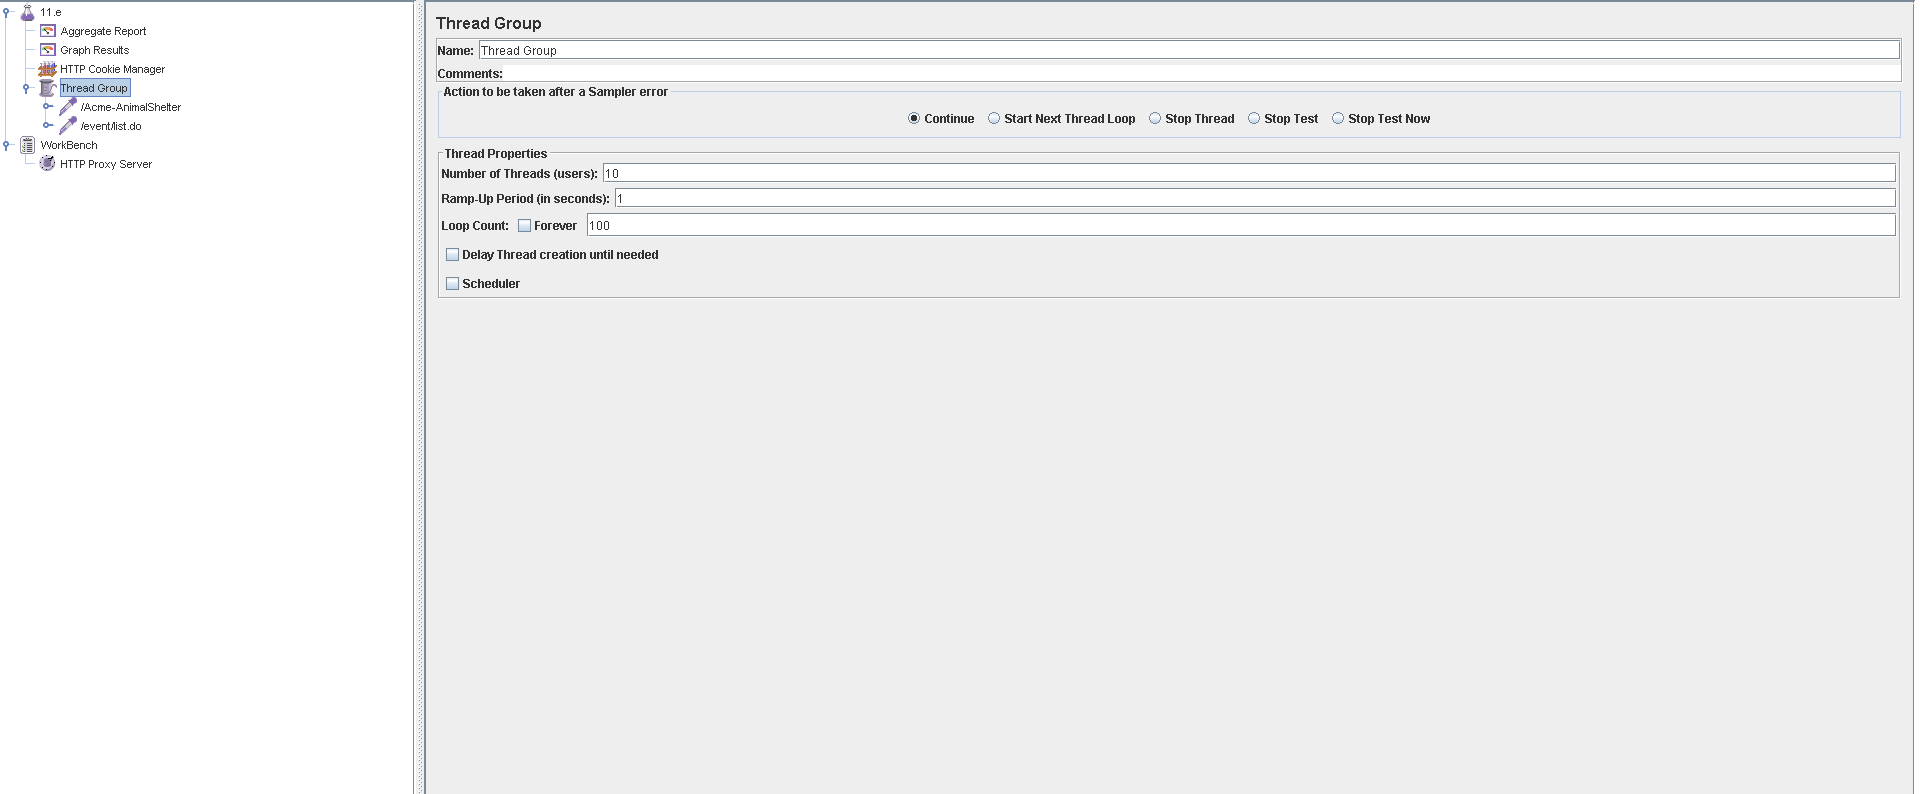 11.e
Aggregate Report
Graph Results
HTTP Cookie Manager
Thread Group
/Acme-AnimalShelter
/event/list.do
WorkBench
HTTP Proxy Server
Thread Group
Name: Thread Group
Comments:
Action to be taken after a Sampler error
Continue Start Next Thread Loop Stop Thread Stop Test Stop Test Now
Thread Properties
Number of Threads (users): 10
Ramp-Up Period (in seconds): 1
Loop Count: Forever 100
Delay Thread creation until needed
Scheduler